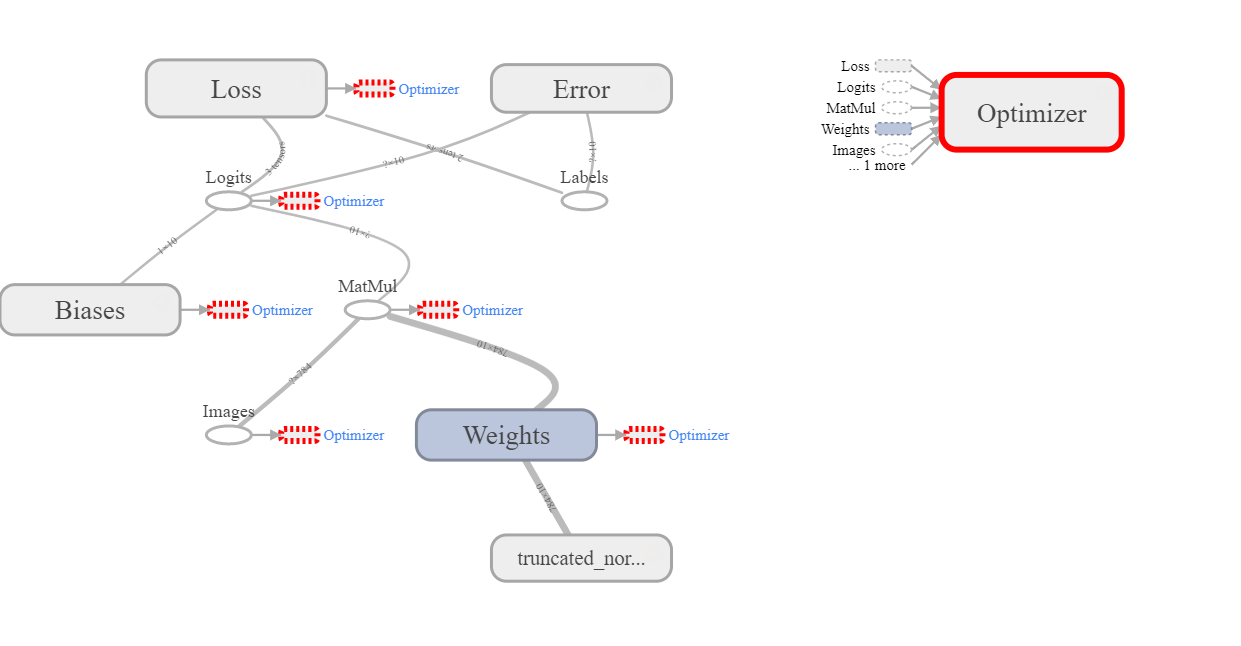 Loss
Optimizer
Error
Loss
Logits
MatMul
Weights
Images
... 1 more
Optimizer
3 tensors
?×10
2 tensors
?×10
Logits
Optimizer
Labels
1×10
?×10
Biases
Optimizer
MatMul
Optimizer
?×784
784×10
Images
Optimizer
Weights
Optimizer
784×10
truncated_nor...